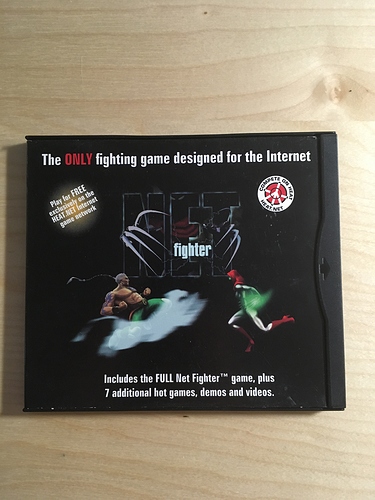 The ONLY fighting game designed for the Internet
Play for FREE
exclusively on the
HEAT.NET Internet
game network
COMPETE ON HEAT
HEAT.NET
NET
fighter
Includes the FULL Net Fighter™ game, plus
7 additional hot games, demos and videos.